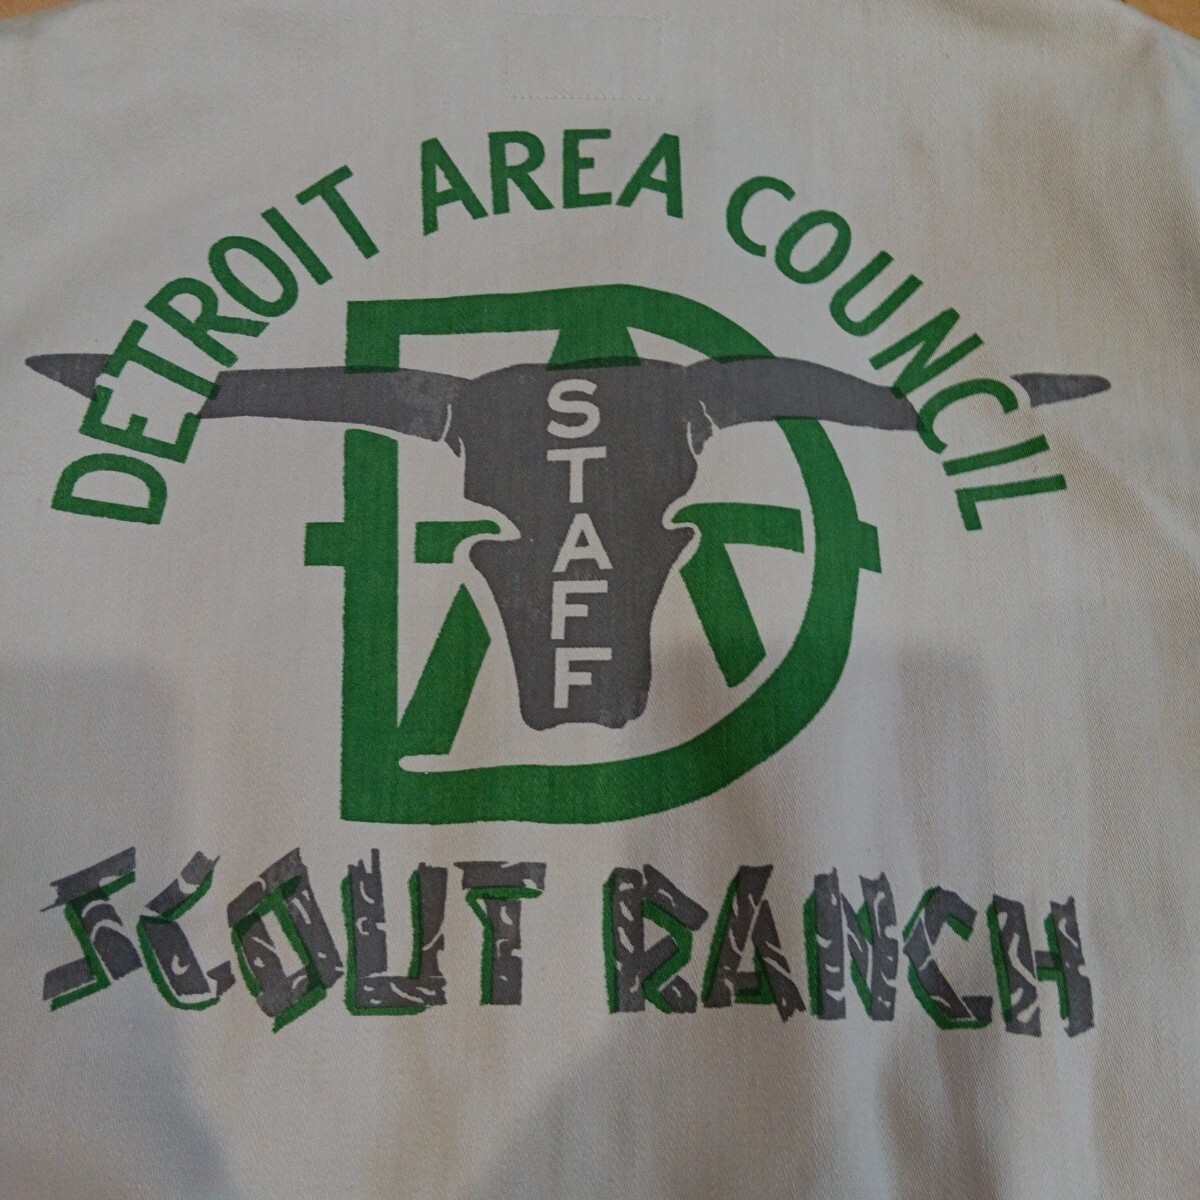 DETROIT AREA COUNCIL
D A
STAFF
SCOUT RANCH